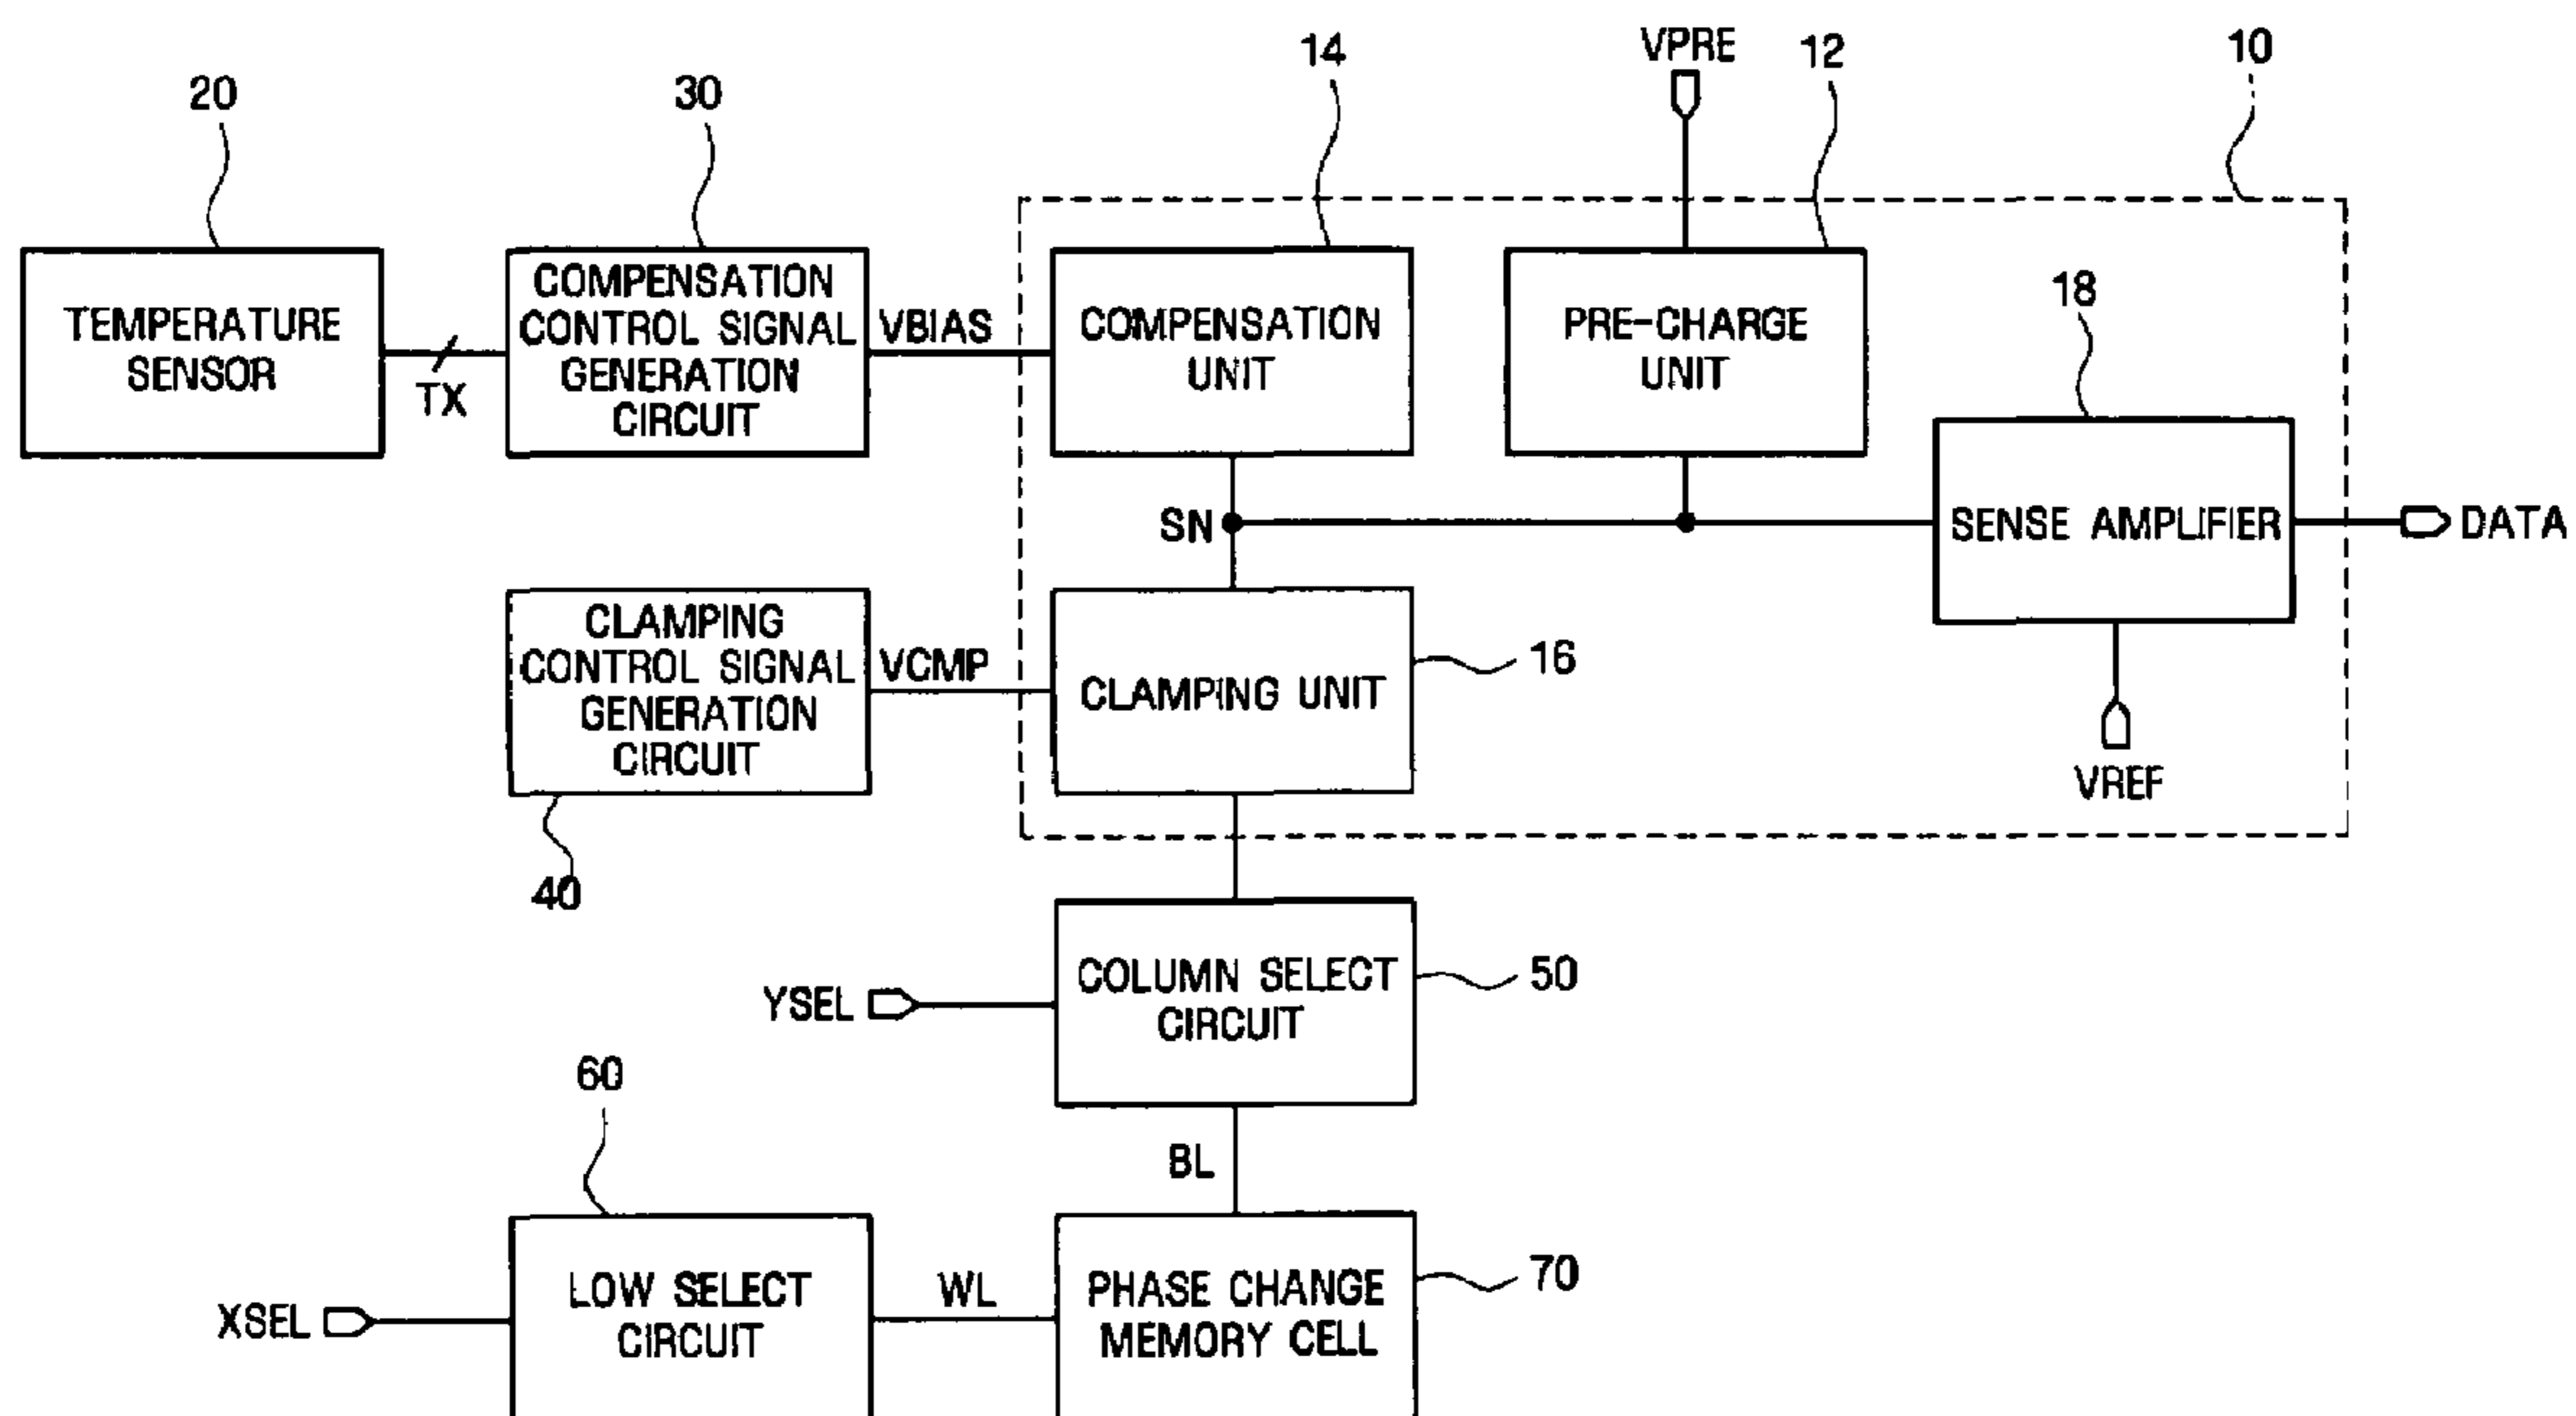 VPRE
14
12
10
20
30
TEMPERATURE
SENSOR
TX
COMPENSATION
CONTROL SIGNAL
GENERATION
CIRCUIT
VBIAS
COMPENSATION
UNIT
PRE-CHARGE
UNIT
18
SN
SENSE AMPLIFIER
DATA
VREF
CLAMPING
CONTROL SIGNAL
GENERATION
CIRCUIT
VCMP
CLAMPING UNIT
16
40
YSEL
COLUMN SELECT
CIRCUIT
50
60
BL
XSEL
LOW SELECT
CIRCUIT
WL
PHASE CHANGE
MEMORY CELL
70